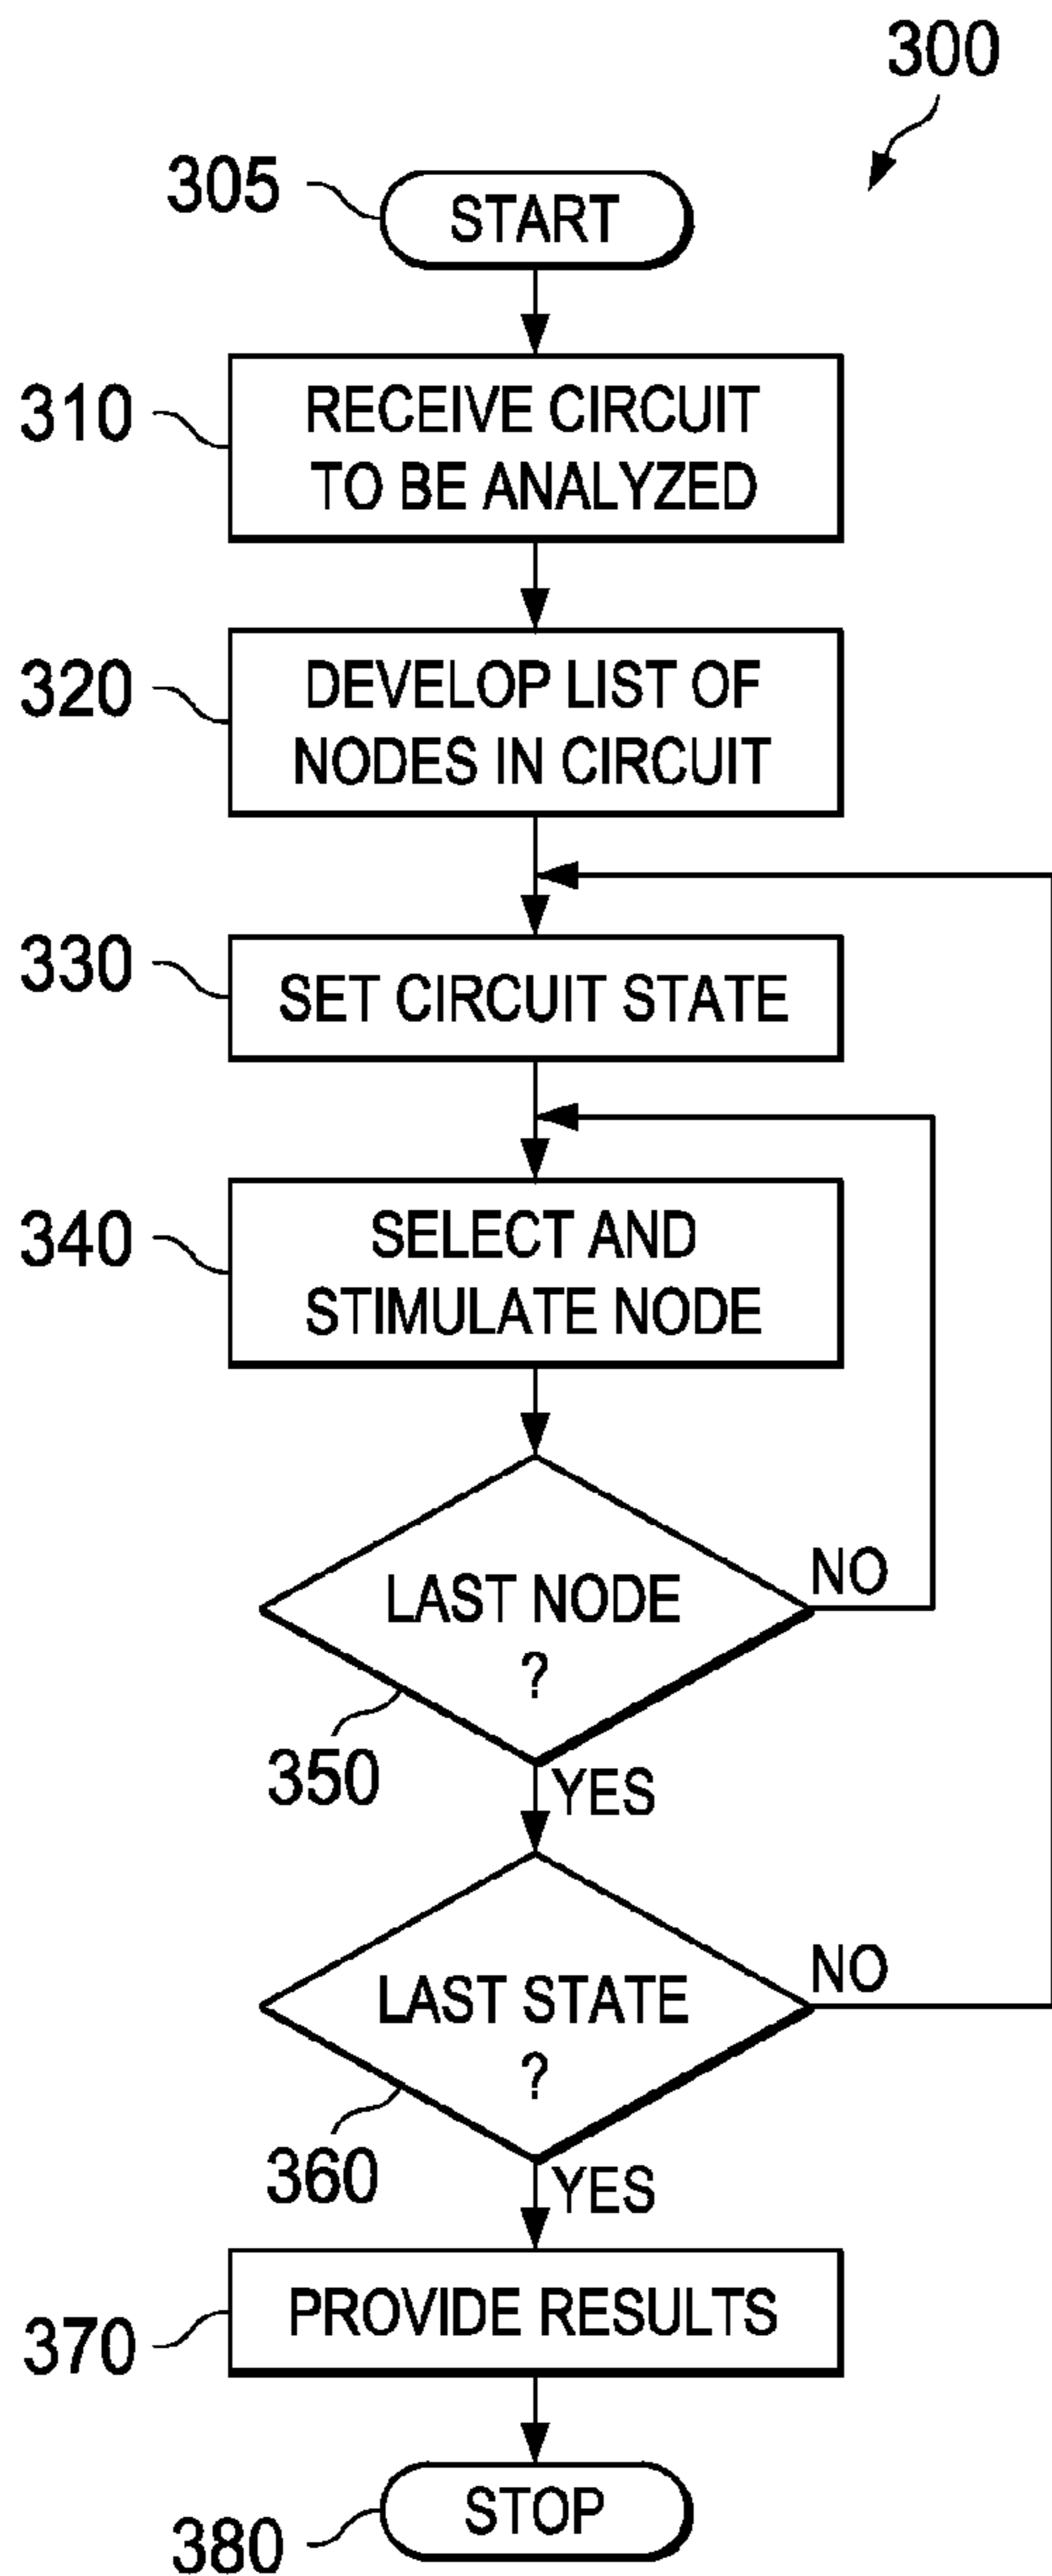 300
305
START
310
RECEIVE CIRCUIT
TO BE ANALYZED
320
DEVELOP LIST OF
NODES IN CIRCUIT
330
SET CIRCUIT STATE
340
SELECT AND
STIMULATE NODE
LAST NODE
?
NO
350
YES
LAST STATE
?
NO
360
YES
PROVIDE RESULTS
370
STOP
380